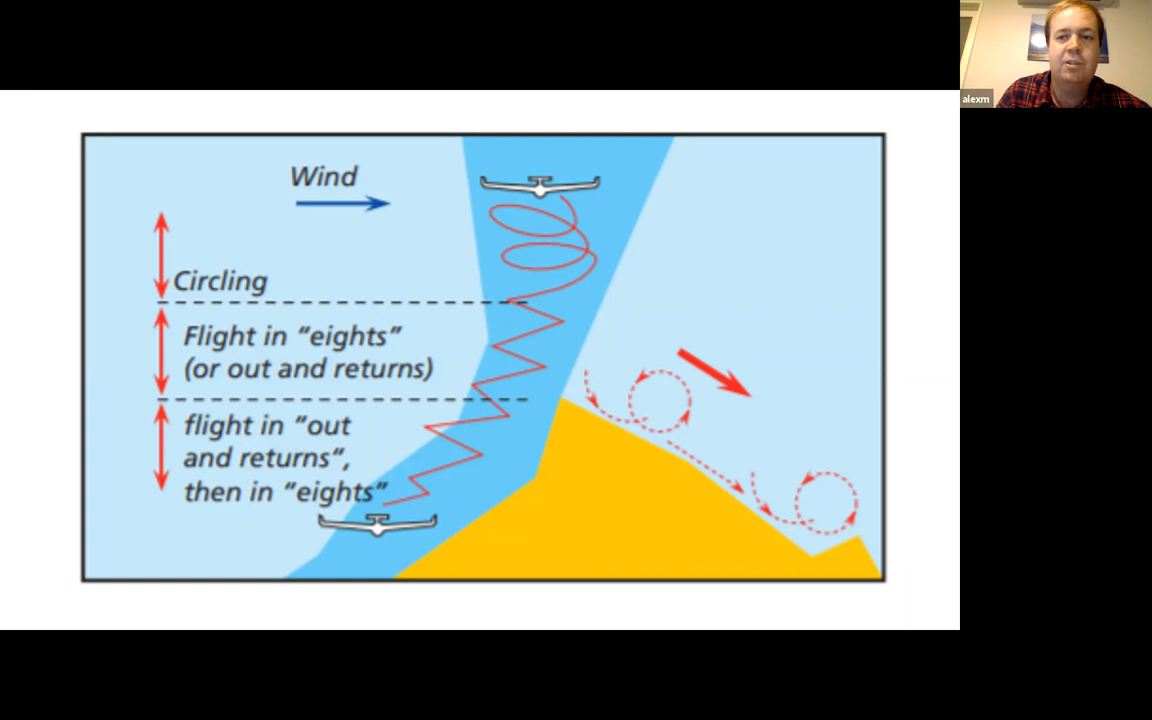 alexm
Wind
Circling
Flight in “eights”
(or out and returns)
flight in “out
and returns”,
then in “eights”